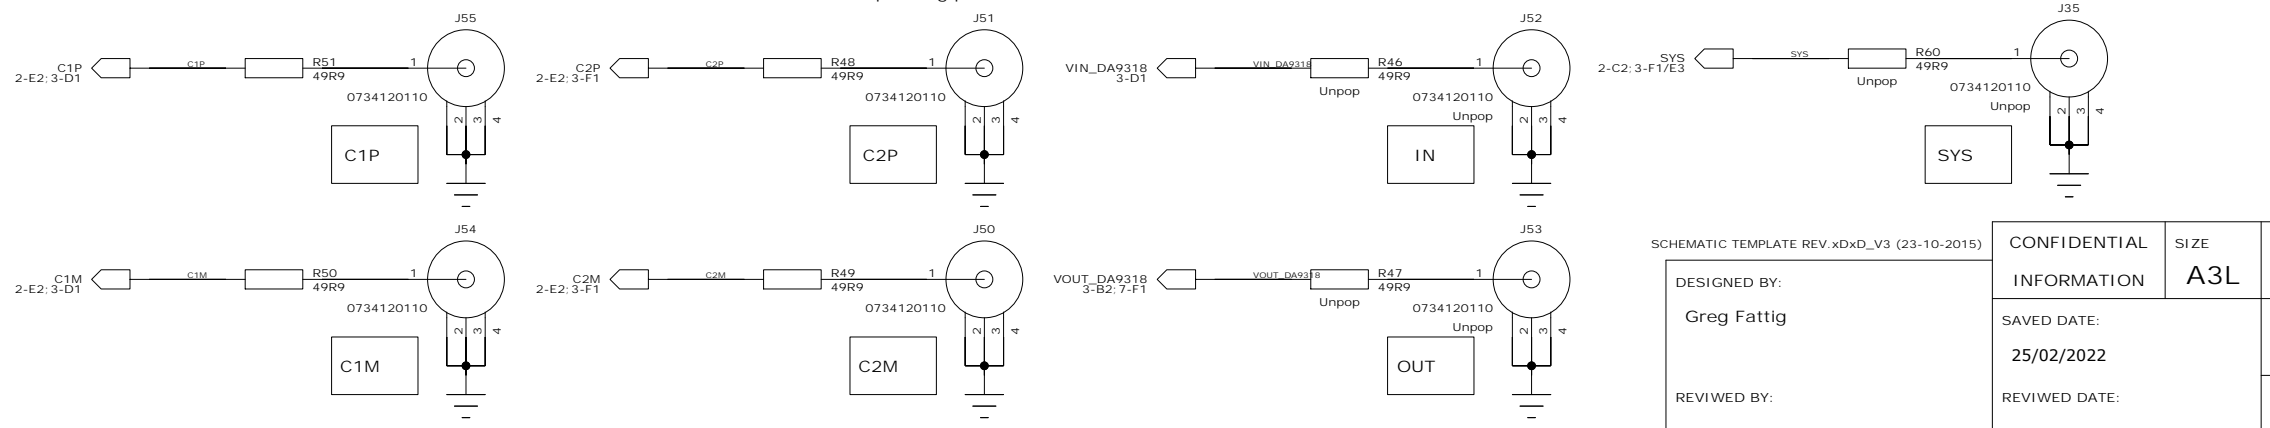 J55
C1P
2-E2; 3-D1
C1P
R51
49R9
1
0734120110
2
3
4
C1P
J51
C2P
2-E2; 3-F1
C2P
R48
49R9
1
0734120110
2
3
4
C2P
J52
VIN_DA9318
3-D1
VIN_DA9318
R46
49R9
Unpop
1
0734120110
Unpop
2
3
4
IN
J35
SYS
2-C2; 3-F1/E3
SYS
R60
49R9
Unpop
1
0734120110
Unpop
2
3
4
SYS
J54
C1M
2-E2; 3-D1
C1M
R50
49R9
1
0734120110
2
3
4
C1M
J50
C2M
2-E2; 3-F1
C2M
R49
49R9
1
0734120110
2
3
4
C2M
J53
VOUT_DA9318
3-B2; 7-F1
VOUT_DA9318
R47
49R9
Unpop
1
0734120110
Unpop
2
3
4
OUT
SCHEMATIC TEMPLATE REV.xDxD_V3 (23-10-2015)
CONFIDENTIAL
INFORMATION
SIZE
A3L
DESIGNED BY:
Greg Fattig
SAVED DATE:
25/02/2022
REVIWED BY:
REVIWED DATE: